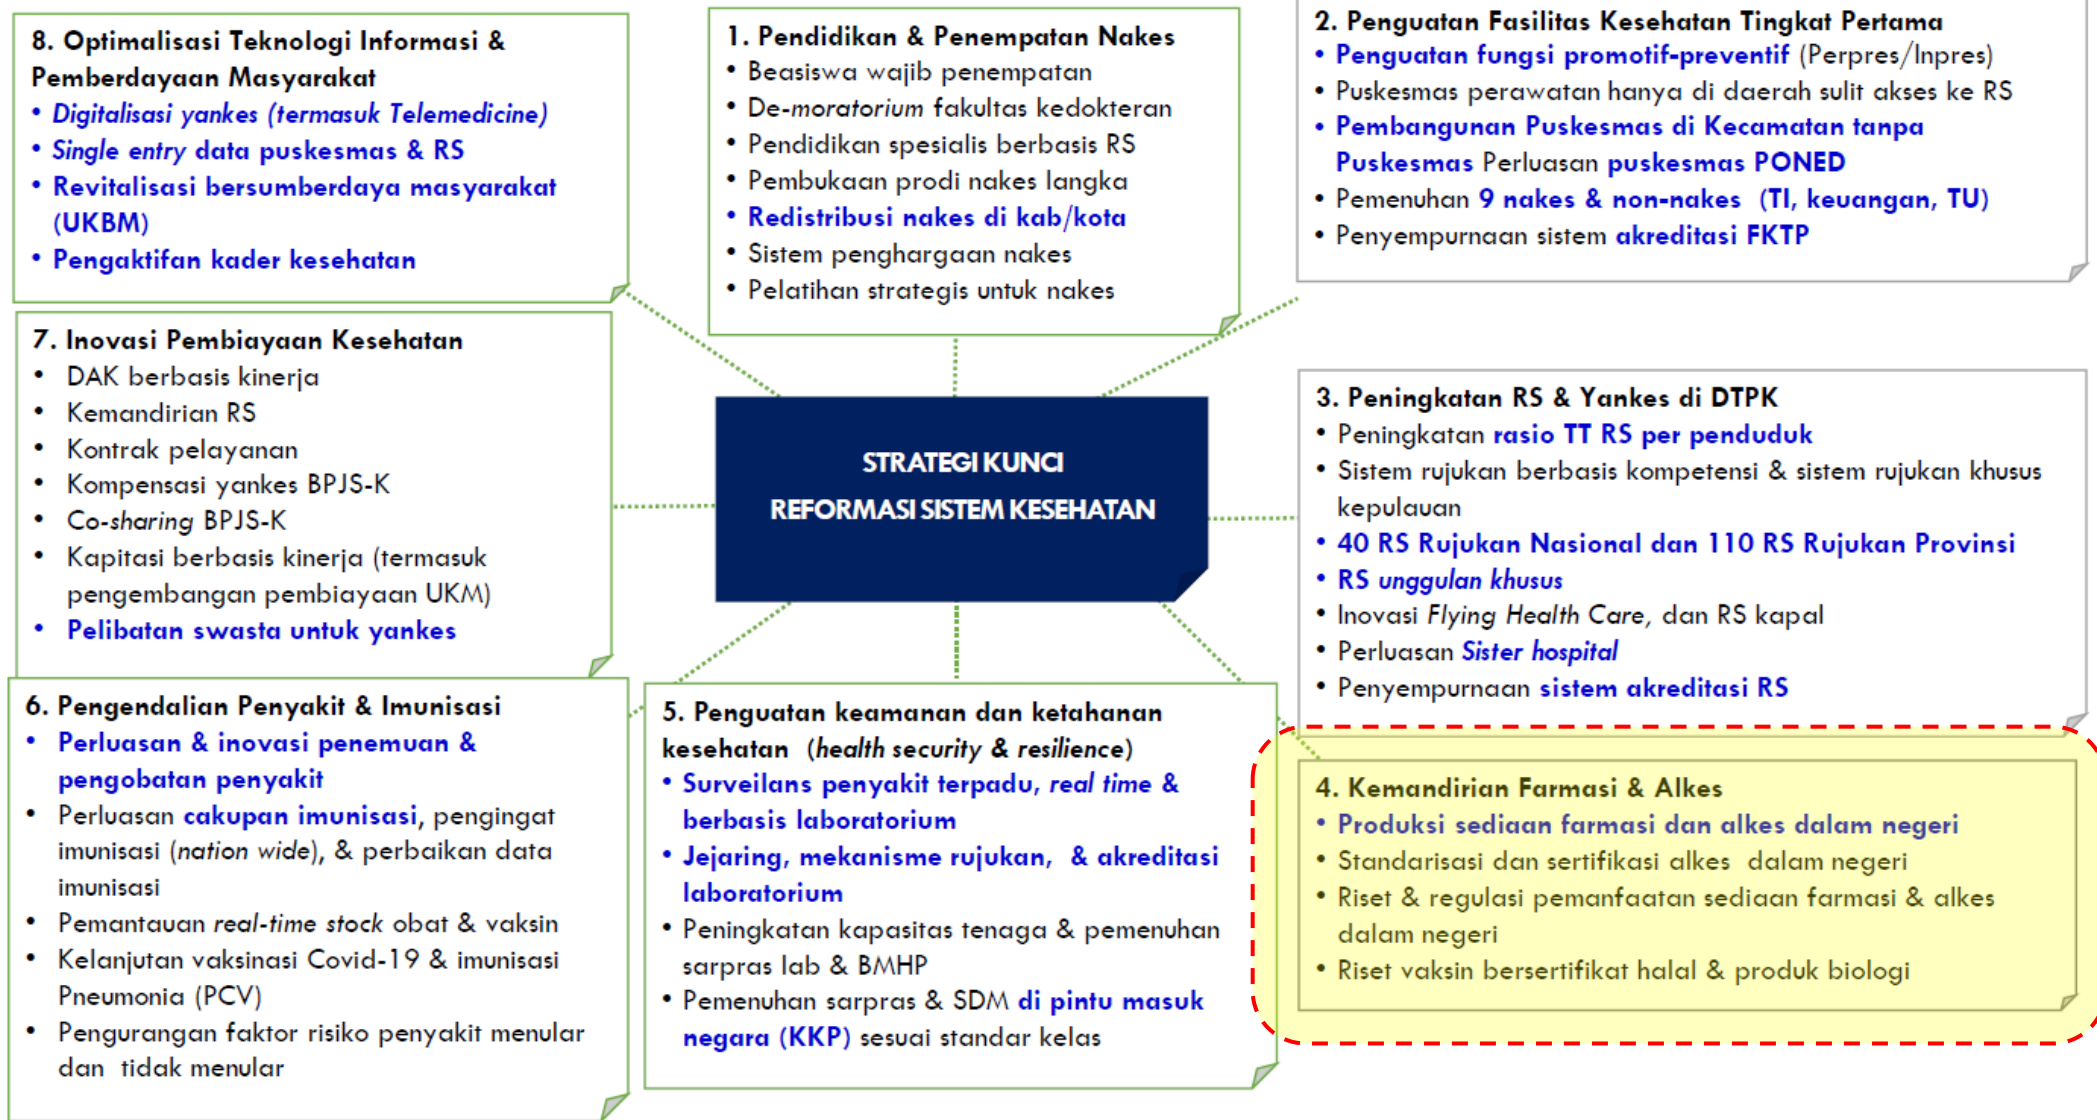 8. Optimalisasi Teknologi Informasi &
Pemberdayaan Masyarakat
• Digitalisasi yankes (termasuk Telemedicine)
• Single entry data puskesmas & RS
• Revitalisasi bersumberdaya masyarakat
(UKBM)
• Pengaktifan kader kesehatan
1. Pendidikan & Penempatan Nakes
• Beasiswa wajib penempatan
• De-moratorium fakultas kedokteran
• Pendidikan spesialis berbasis RS
• Pembukaan prodi nakes langka
• Redistribusi nakes di kab/kota
• Sistem penghargaan nakes
• Pelatihan strategis untuk nakes
2. Penguatan Fasilitas Kesehatan Tingkat Pertama
• Penguatan fungsi promotif-preventif (Perpres/Inpres)
• Puskesmas perawatan hanya di daerah sulit akses ke RS
• Pembangunan Puskesmas di Kecamatan tanpa
Puskesmas Perluasan puskesmas PONED
• Pemenuhan 9 nakes & non-nakes (TI, keuangan, TU)
• Penyempurnaan sistem akreditasi FKTP
7. Inovasi Pembiayaan Kesehatan
• DAK berbasis kinerja
• Kemandirian RS
• Kontrak pelayanan
• Kompensasi yankes BPJS-K
• Co-sharing BPJS-K
• Kapitasi berbasis kinerja (termasuk
pengembangan pembiayaan UKM)
• Pelibatan swasta untuk yankes
STRATEGI KUNCI
REFORMASI SISTEM KESEHATAN
3. Peningkatan RS & Yankes di DTPK
• Peningkatan rasio TT RS per penduduk
• Sistem rujukan berbasis kompetensi & sistem rujukan khusus
kepulauan
• 40 RS Rujukan Nasional dan 110 RS Rujukan Provinsi
• RS unggulan khusus
• Inovasi Flying Health Care, dan RS kapal
• Perluasan Sister hospital
• Penyempurnaan sistem akreditasi RS
6. Pengendalian Penyakit & Imunisasi
• Perluasan & inovasi penemuan &
pengobatan penyakit
• Perluasan cakupan imunisasi, pengingat
imunisasi (nation wide), & perbaikan data
imunisasi
• Pemantauan real-time stock obat & vaksin
• Kelanjutan vaksinasi Covid-19 & imunisasi
Pneumonia (PCV)
• Pengurangan faktor risiko penyakit menular
dan tidak menular
5. Penguatan keamanan dan ketahanan
kesehatan (health security & resilience)
• Surveilans penyakit terpadu, real time &
berbasis laboratorium
• Jejaring, mekanisme rujukan, & akreditasi
laboratorium
• Peningkatan kapasitas tenaga & pemenuhan
sarpras lab & BMHP
• Pemenuhan sarpras & SDM di pintu masuk
negara (KKP) sesuai standar kelas
4. Kemandirian Farmasi & Alkes
• Produksi sediaan farmasi dan alkes dalam negeri
• Standarisasi dan sertifikasi alkes dalam negeri
• Riset & regulasi pemanfaatan sediaan farmasi & alkes
dalam negeri
• Riset vaksin bersertifikat halal & produk biologi